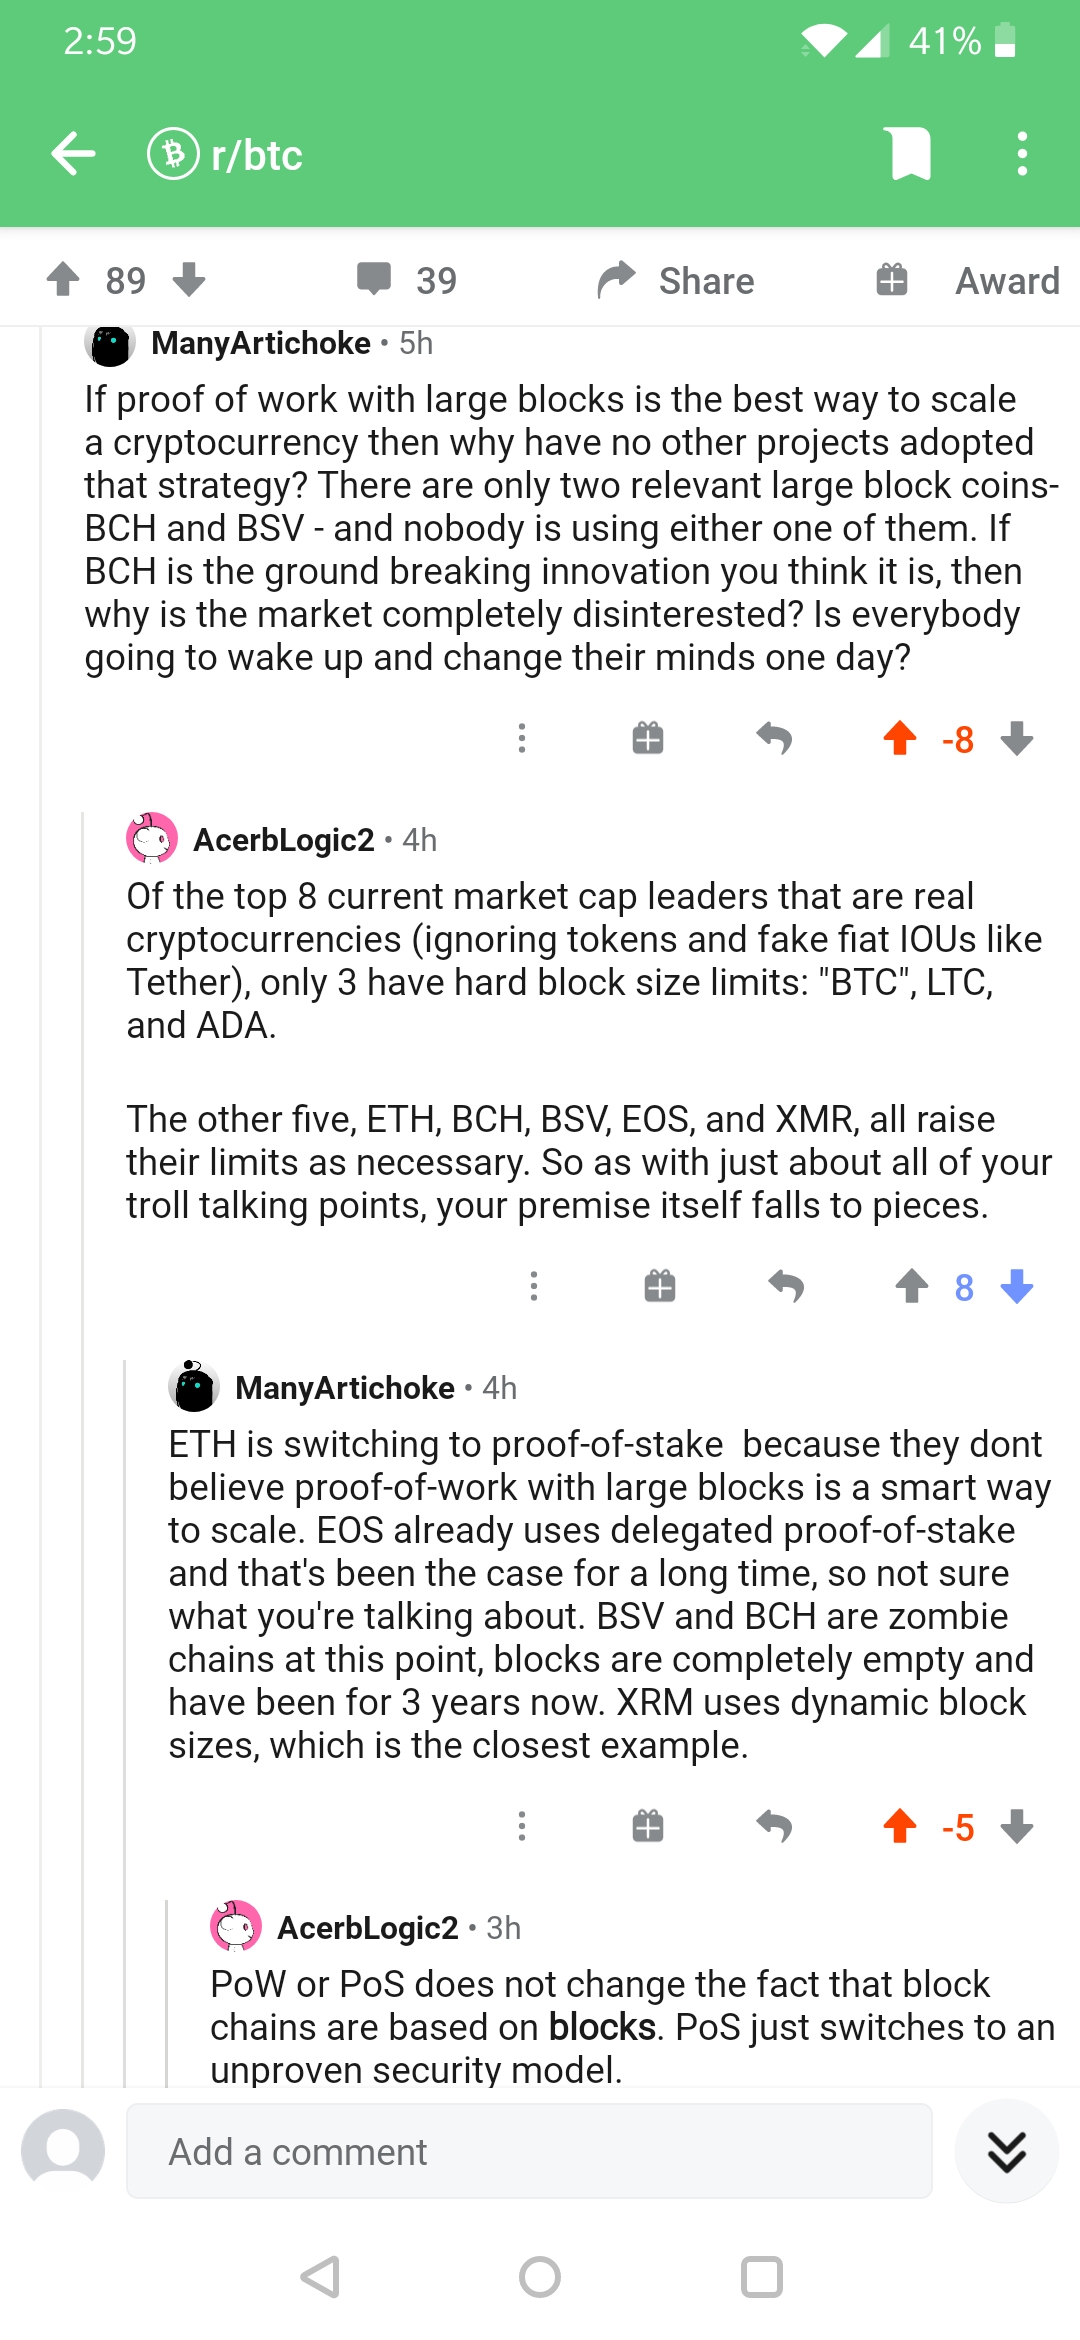 2:59
41%
r/btc
89
39
Share
Award
ManyArtichoke • 5h
If proof of work with large blocks is the best way to scale
a cryptocurrency then why have no other projects adopted
that strategy? There are only two relevant large block coins-
BCH and BSV - and nobody is using either one of them. If
BCH is the ground breaking innovation you think it is, then
why is the market completely disinterested? Is everybody
going to wake up and change their minds one day?
-8
AcerbLogic2 • 4h
Of the top 8 current market cap leaders that are real
cryptocurrencies (ignoring tokens and fake fiat IOUs like
Tether), only 3 have hard block size limits: "BTC", LTC,
and ADA.
The other five, ETH, BCH, BSV, EOS, and XMR, all raise
their limits as necessary. So as with just about all of your
troll talking points, your premise itself falls to pieces.
8
ManyArtichoke • 4h
ETH is switching to proof-of-stake  because they dont
believe proof-of-work with large blocks is a smart way
to scale. EOS already uses delegated proof-of-stake
and that's been the case for a long time, so not sure
what you're talking about. BSV and BCH are zombie
chains at this point, blocks are completely empty and
have been for 3 years now. XRM uses dynamic block
sizes, which is the closest example.
-5
AcerbLogic2 • 3h
PoW or PoS does not change the fact that block
chains are based on blocks. PoS just switches to an
unproven security model.
Add a comment